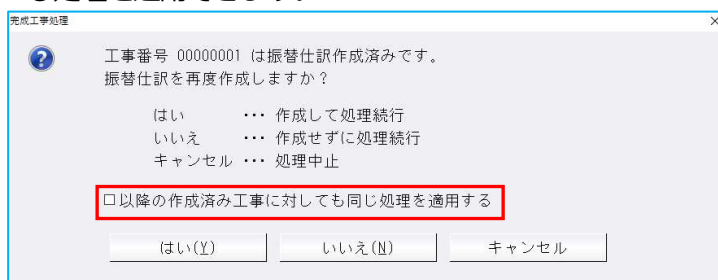 完成工事処理
工事番号 00000001 は振替仕訳作成済みです。
振替仕訳を再度作成しますか？
はい ・・・ 作成して処理続行
いいえ ・・・ 作成せずに処理続行
キャンセル ・・・ 処理中止
□以降の作成済み工事に対しても同じ処理を適用する
はい(Y) いいえ(N) キャンセル